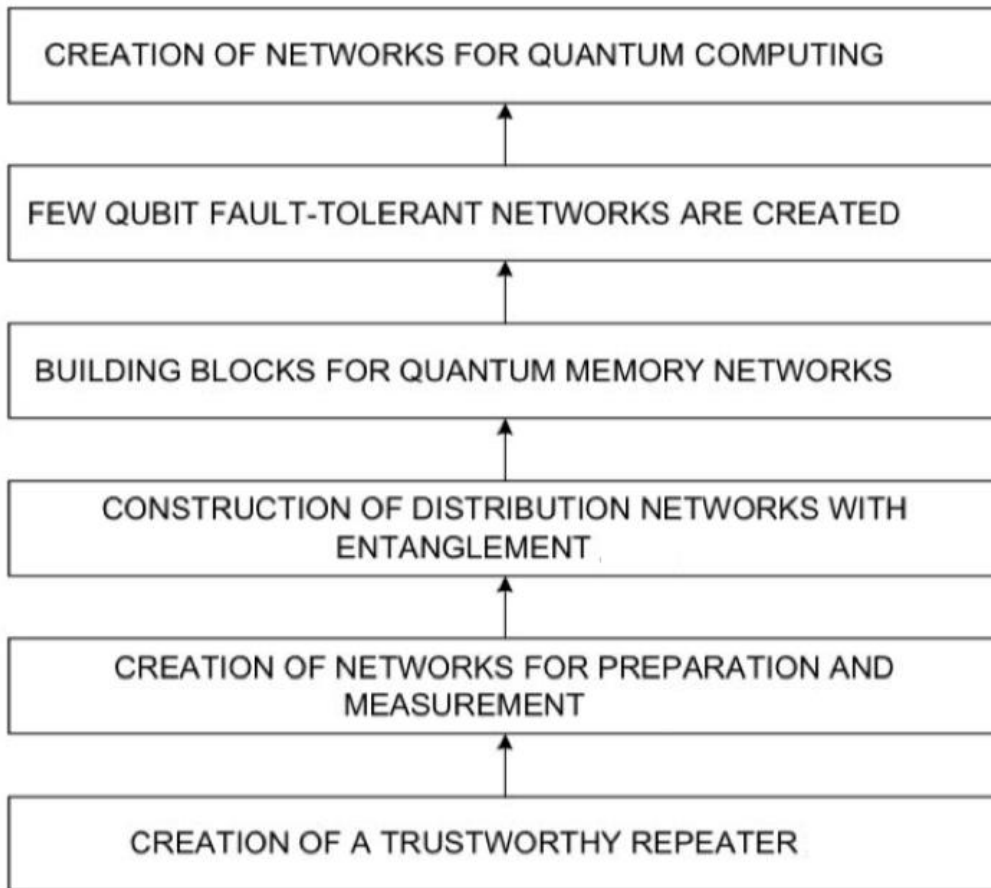 CREATION OF NETWORKS FOR QUANTUM COMPUTING
FEW QUBIT FAULT-TOLERANT NETWORKS ARE CREATED
BUILDING BLOCKS FOR QUANTUM MEMORY NETWORKS
CONSTRUCTION OF DISTRIBUTION NETWORKS WITH
ENTANGLEMENT
CREATION OF NETWORKS FOR PREPARATION AND
MEASUREMENT
CREATION OF A TRUSTWORTHY REPEATER